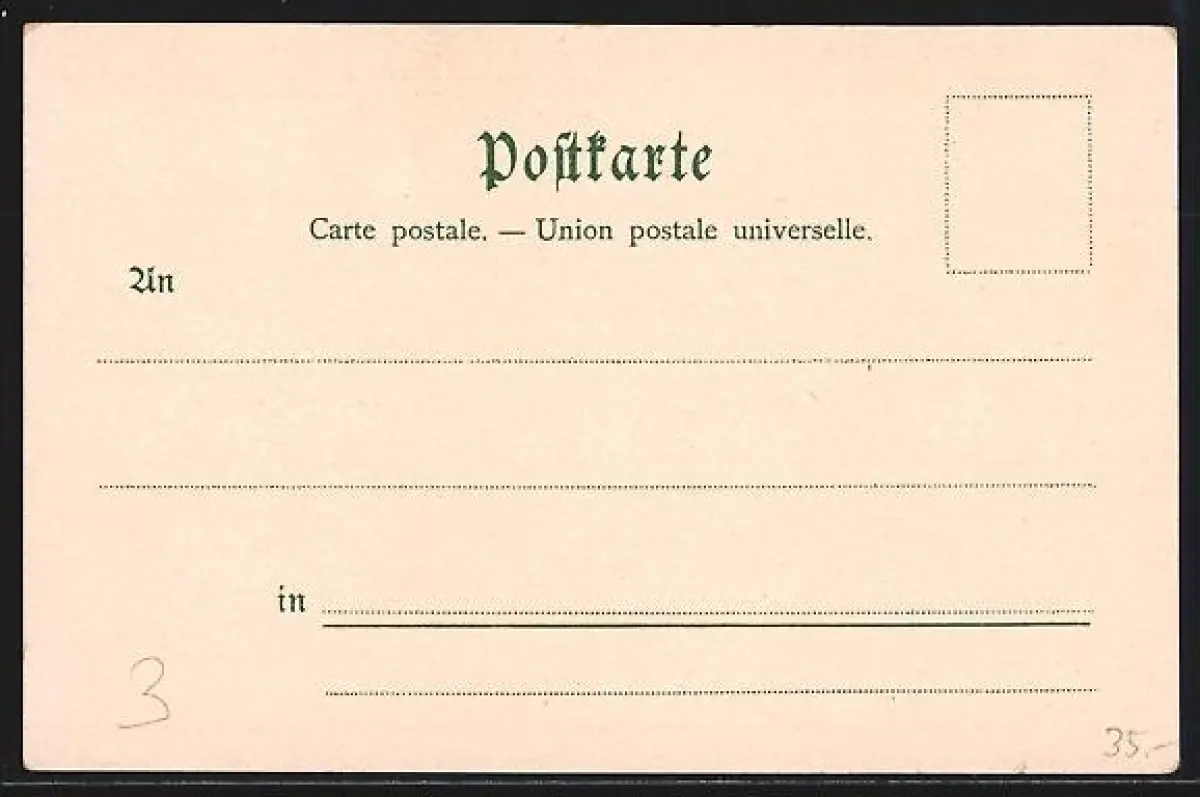 Postkarte
Carte postale. — Union postale universelle.
An
in
3
35.-